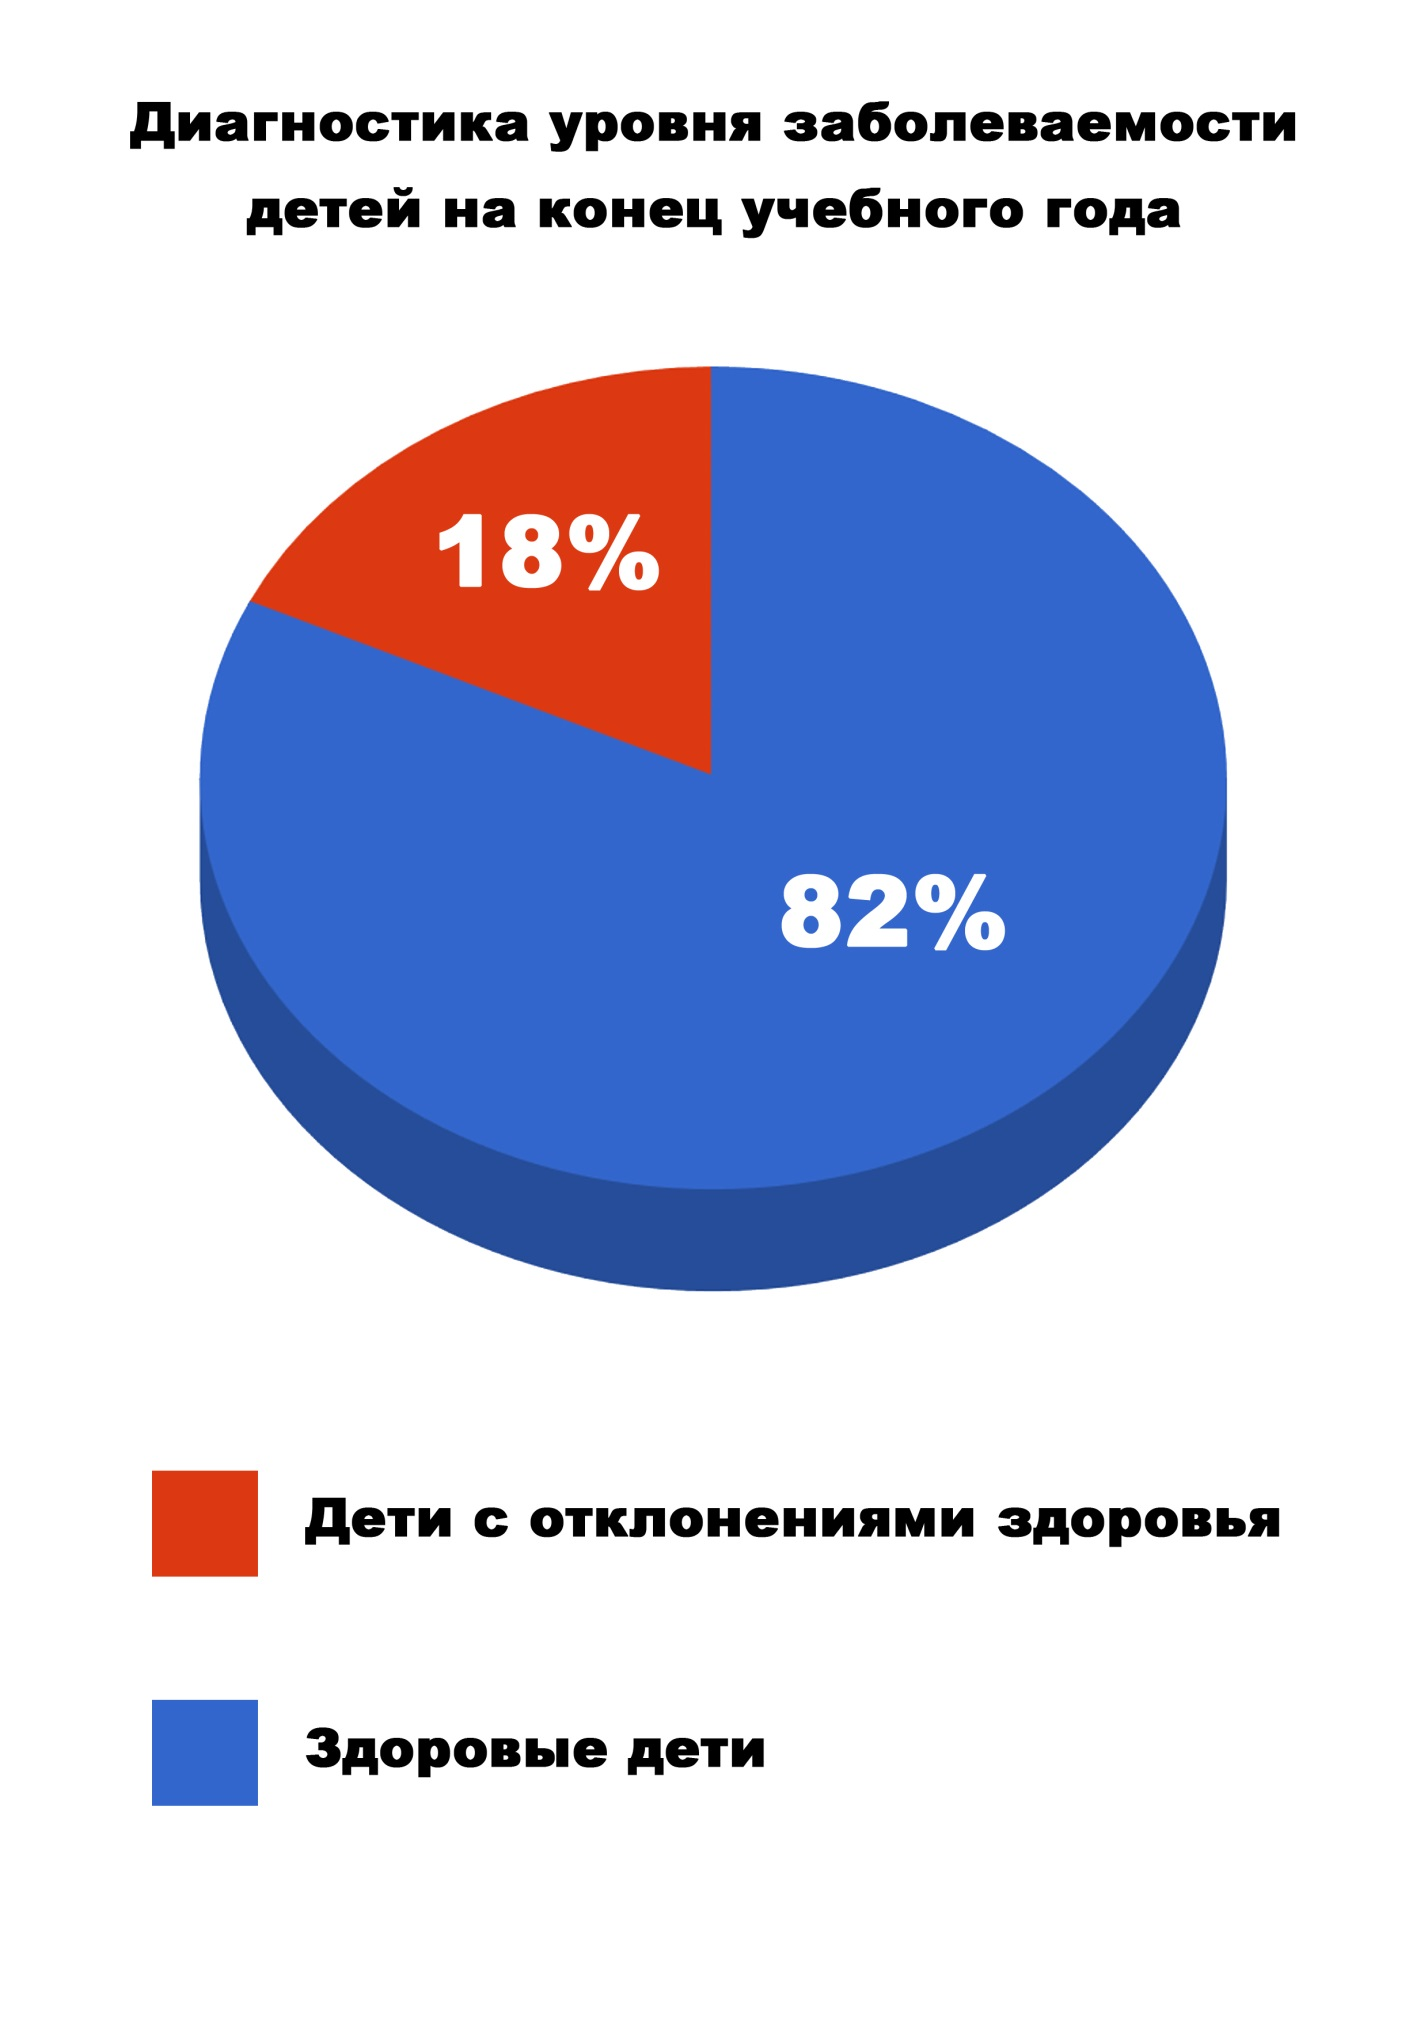 Диагностика уровня заболеваемости
детей на конец учебного года
18%
82%
Дети с отклонениями здоровья
Здоровые дети